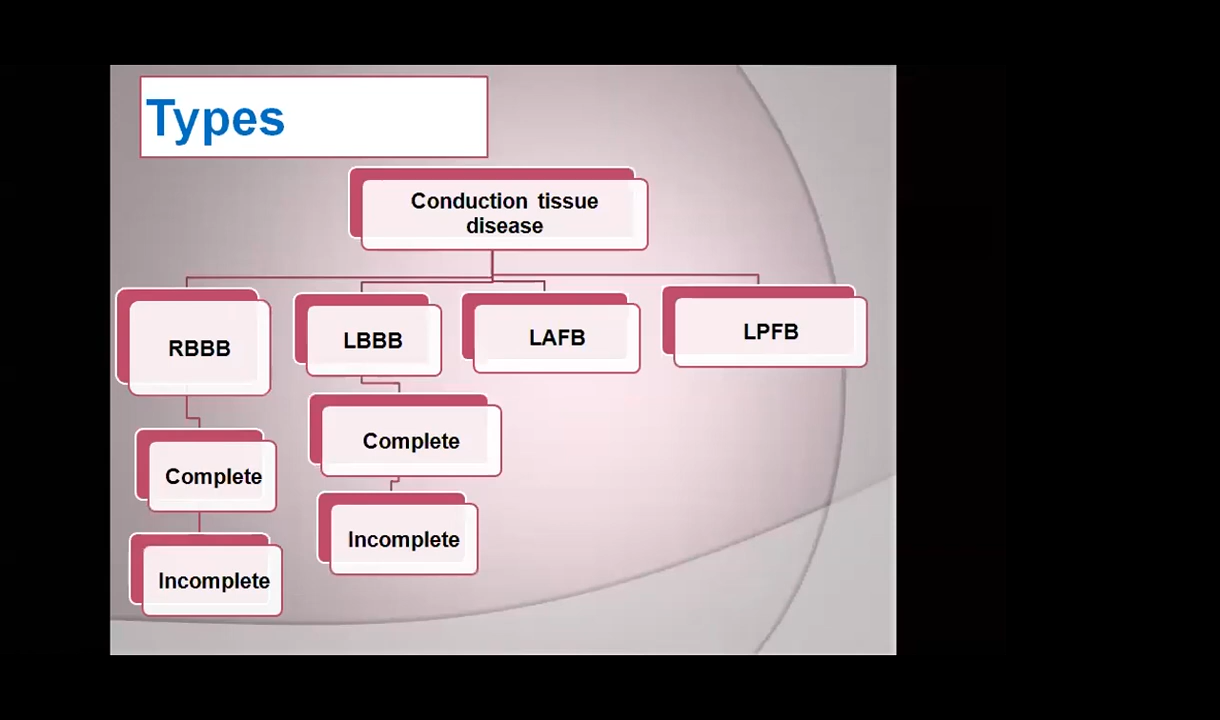 Types
Conduction tissue
disease
RBBB
LBBB
LAFB
LPFB
Complete
Incomplete
Complete
Incomplete